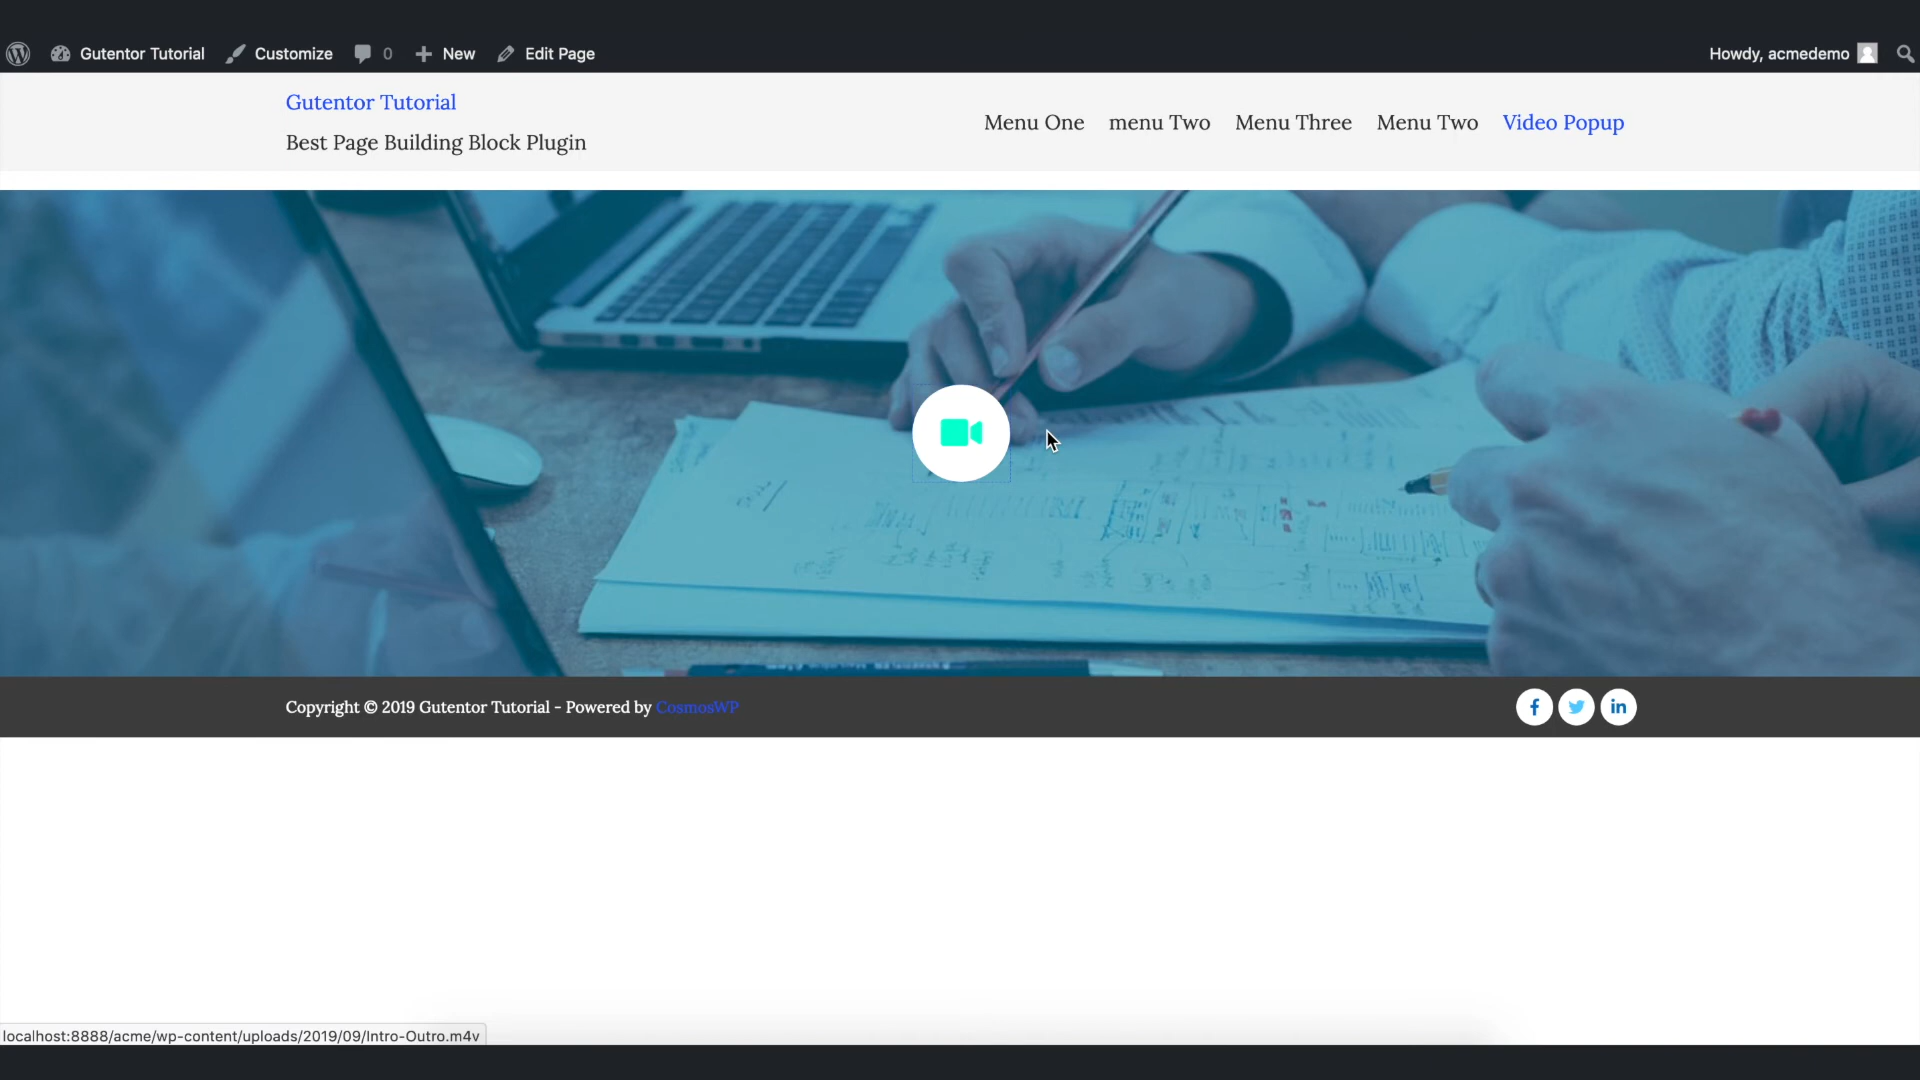 Gutentor Tutorial Customize 0 New Edit Page Howdy, acmedemo
Gutentor Tutorial
Best Page Building Block Plugin
Menu One menu Two Menu Three Menu Two Video Popup
Copyright © 2019 Gutentor Tutorial - Powered by CosmosWP
localhost:8888/acme/wp-content/uploads/2019/09/Intro-Outro.m4v